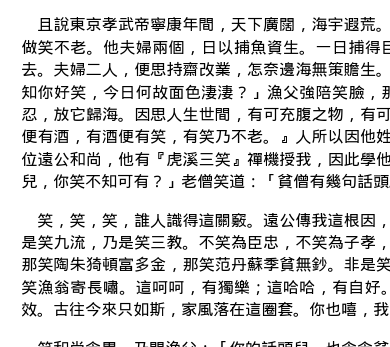 且說東京孝武帝寧康年間，天下廣闊，海宇遐荒。
做笑不老。他夫婦兩個，日以捕魚資生。一日捕得巨
去。夫婦二人，便思持齋改業，怎奈邊海無策贍生。
知你好笑，今日何故面色淒淒？」漁父強陪笑臉，那
忍，放它歸海。因思人生世間，有可充腹之物，有可
便有酒，有酒便有笑，有笑乃不老。』人所以因他姓
位遠公和尚，他有『虎溪三笑』禪機授我，因此學他
兒，你笑不知可有？」老僧笑道：「貧僧有幾句話頭
笑，笑，笑，誰人識得這關竅。遠公傳我這根因，
是笑九流，乃是笑三教。不笑為臣忠，不笑為子孝，
那笑陶朱猗頓富多金，那笑范丹蘇季貧無鈔。非是笑
笑漁翁寄長嘯。這呵呵，有獨樂；這哈哈，有自好。
效。古往今來只如斯，家風落在這圈套。你也嘻，我